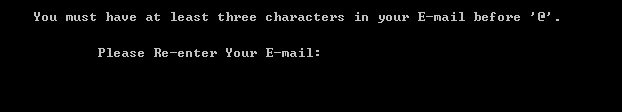 You must have at least three characters in your E-mail before '@'.
Please Re-enter Your E-mail: